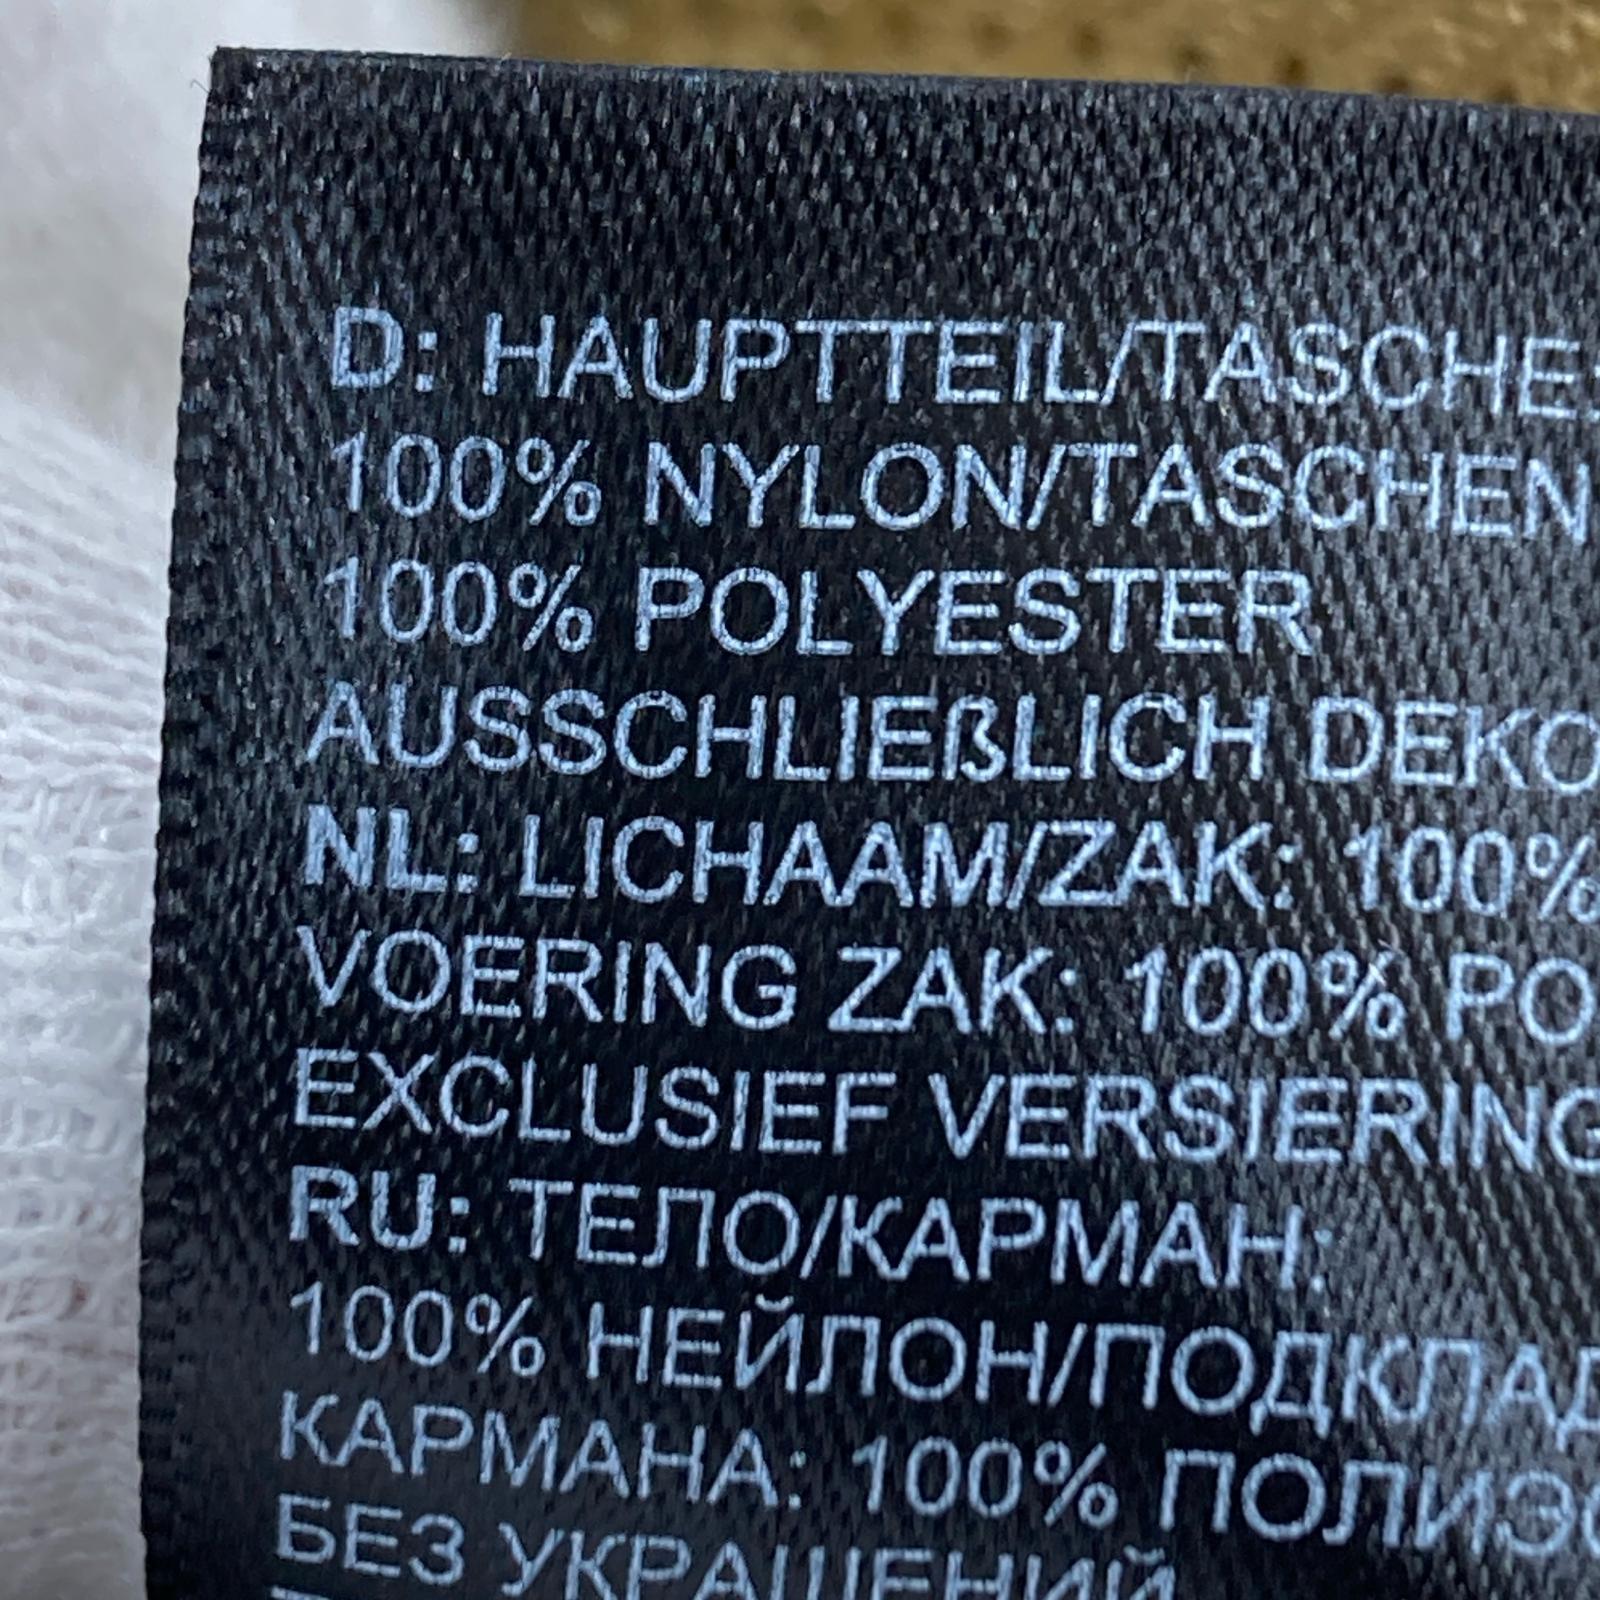 D: HAUPTTEIL/TASCHE:
100% NYLON/TASCHEN
100% POLYESTER
AUSSCHLIEßLICH DEKO
NL: LICHAAM/ZAK: 100%
VOERING ZAK: 100% PO
EXCLUSIEF VERSIERING
RU: ТЕЛО/КАРМАН:
100% НЕЙЛОН/ПОДКЛАД
КАРМАНА: 100% ПОЛИЭС
БЕЗ УКРАШЕНИЙ